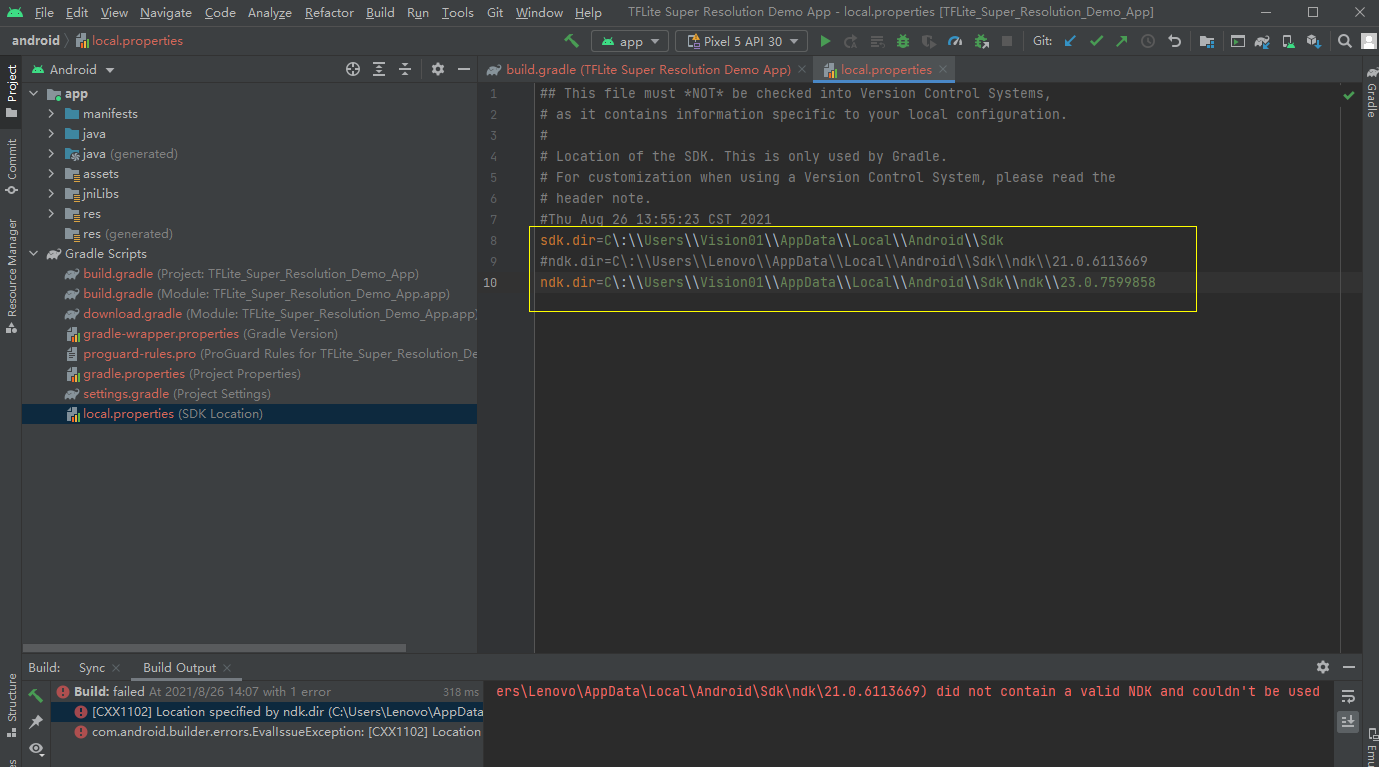 File Edit View Navigate Code Analyze Refactor Build Run Tools Git Window Help TFLite Super Resolution Demo App - local.properties [TFLite_Super_Resolution_Demo_App]
android local.properties app Pixel 5 API 30 Git:
Project
Commit
Resource Manager
Structure
Gradle
Android
app
manifests
java
java (generated)
assets
jniLibs
res
res (generated)
Gradle Scripts
build.gradle (Project: TFLite_Super_Resolution_Demo_App)
build.gradle (Module: TFLite_Super_Resolution_Demo_App.app)
download.gradle (Module: TFLite_Super_Resolution_Demo_App.app)
gradle-wrapper.properties (Gradle Version)
proguard-rules.pro (ProGuard Rules for TFLite_Super_Resolution_De
gradle.properties (Project Properties)
settings.gradle (Project Settings)
local.properties (SDK Location)
build.gradle (TFLite Super Resolution Demo App) local.properties
1 ## This file must *NOT* be checked into Version Control Systems,
2 # as it contains information specific to your local configuration.
3 #
4 # Location of the SDK. This is only used by Gradle.
5 # For customization when using a Version Control System, please read the
6 # header note.
7 #Thu Aug 26 13:55:23 CST 2021
8 sdk.dir=C\:\\Users\\Vision01\\AppData\\Local\\Android\\Sdk
9 #ndk.dir=C\:\\Users\\Lenovo\\AppData\\Local\\Android\\Sdk\\ndk\\21.0.6113669
10 ndk.dir=C\:\\Users\\Vision01\\AppData\\Local\\Android\\Sdk\\ndk\\23.0.7599858
Build: Sync Build Output
Build: failed At 2021/8/26 14:07 with 1 error 318 ms
[CXX1102] Location specified by ndk.dir (C:\Users\Lenovo\AppData
com.android.builder.errors.EvalIssueException: [CXX1102] Location
ers\Lenovo\AppData\Local\Android\Sdk\ndk\21.0.6113669) did not contain a valid NDK and couldn't be used
Emu